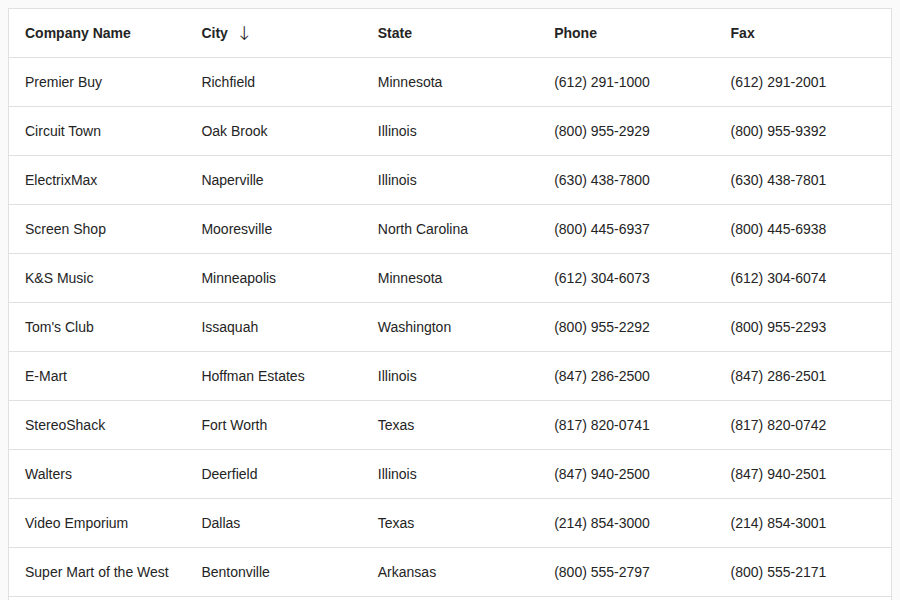 Company Name City State Phone Fax
Premier Buy Richfield Minnesota (612) 291-1000 (612) 291-2001
Circuit Town Oak Brook Illinois (800) 955-2929 (800) 955-9392
ElectrixMax Naperville Illinois (630) 438-7800 (630) 438-7801
Screen Shop Mooresville North Carolina (800) 445-6937 (800) 445-6938
K&S Music Minneapolis Minnesota (612) 304-6073 (612) 304-6074
Tom's Club Issaquah Washington (800) 955-2292 (800) 955-2293
E-Mart Hoffman Estates Illinois (847) 286-2500 (847) 286-2501
StereoShack Fort Worth Texas (817) 820-0741 (817) 820-0742
Walters Deerfield Illinois (847) 940-2500 (847) 940-2501
Video Emporium Dallas Texas (214) 854-3000 (214) 854-3001
Super Mart of the West Bentonville Arkansas (800) 555-2797 (800) 555-2171